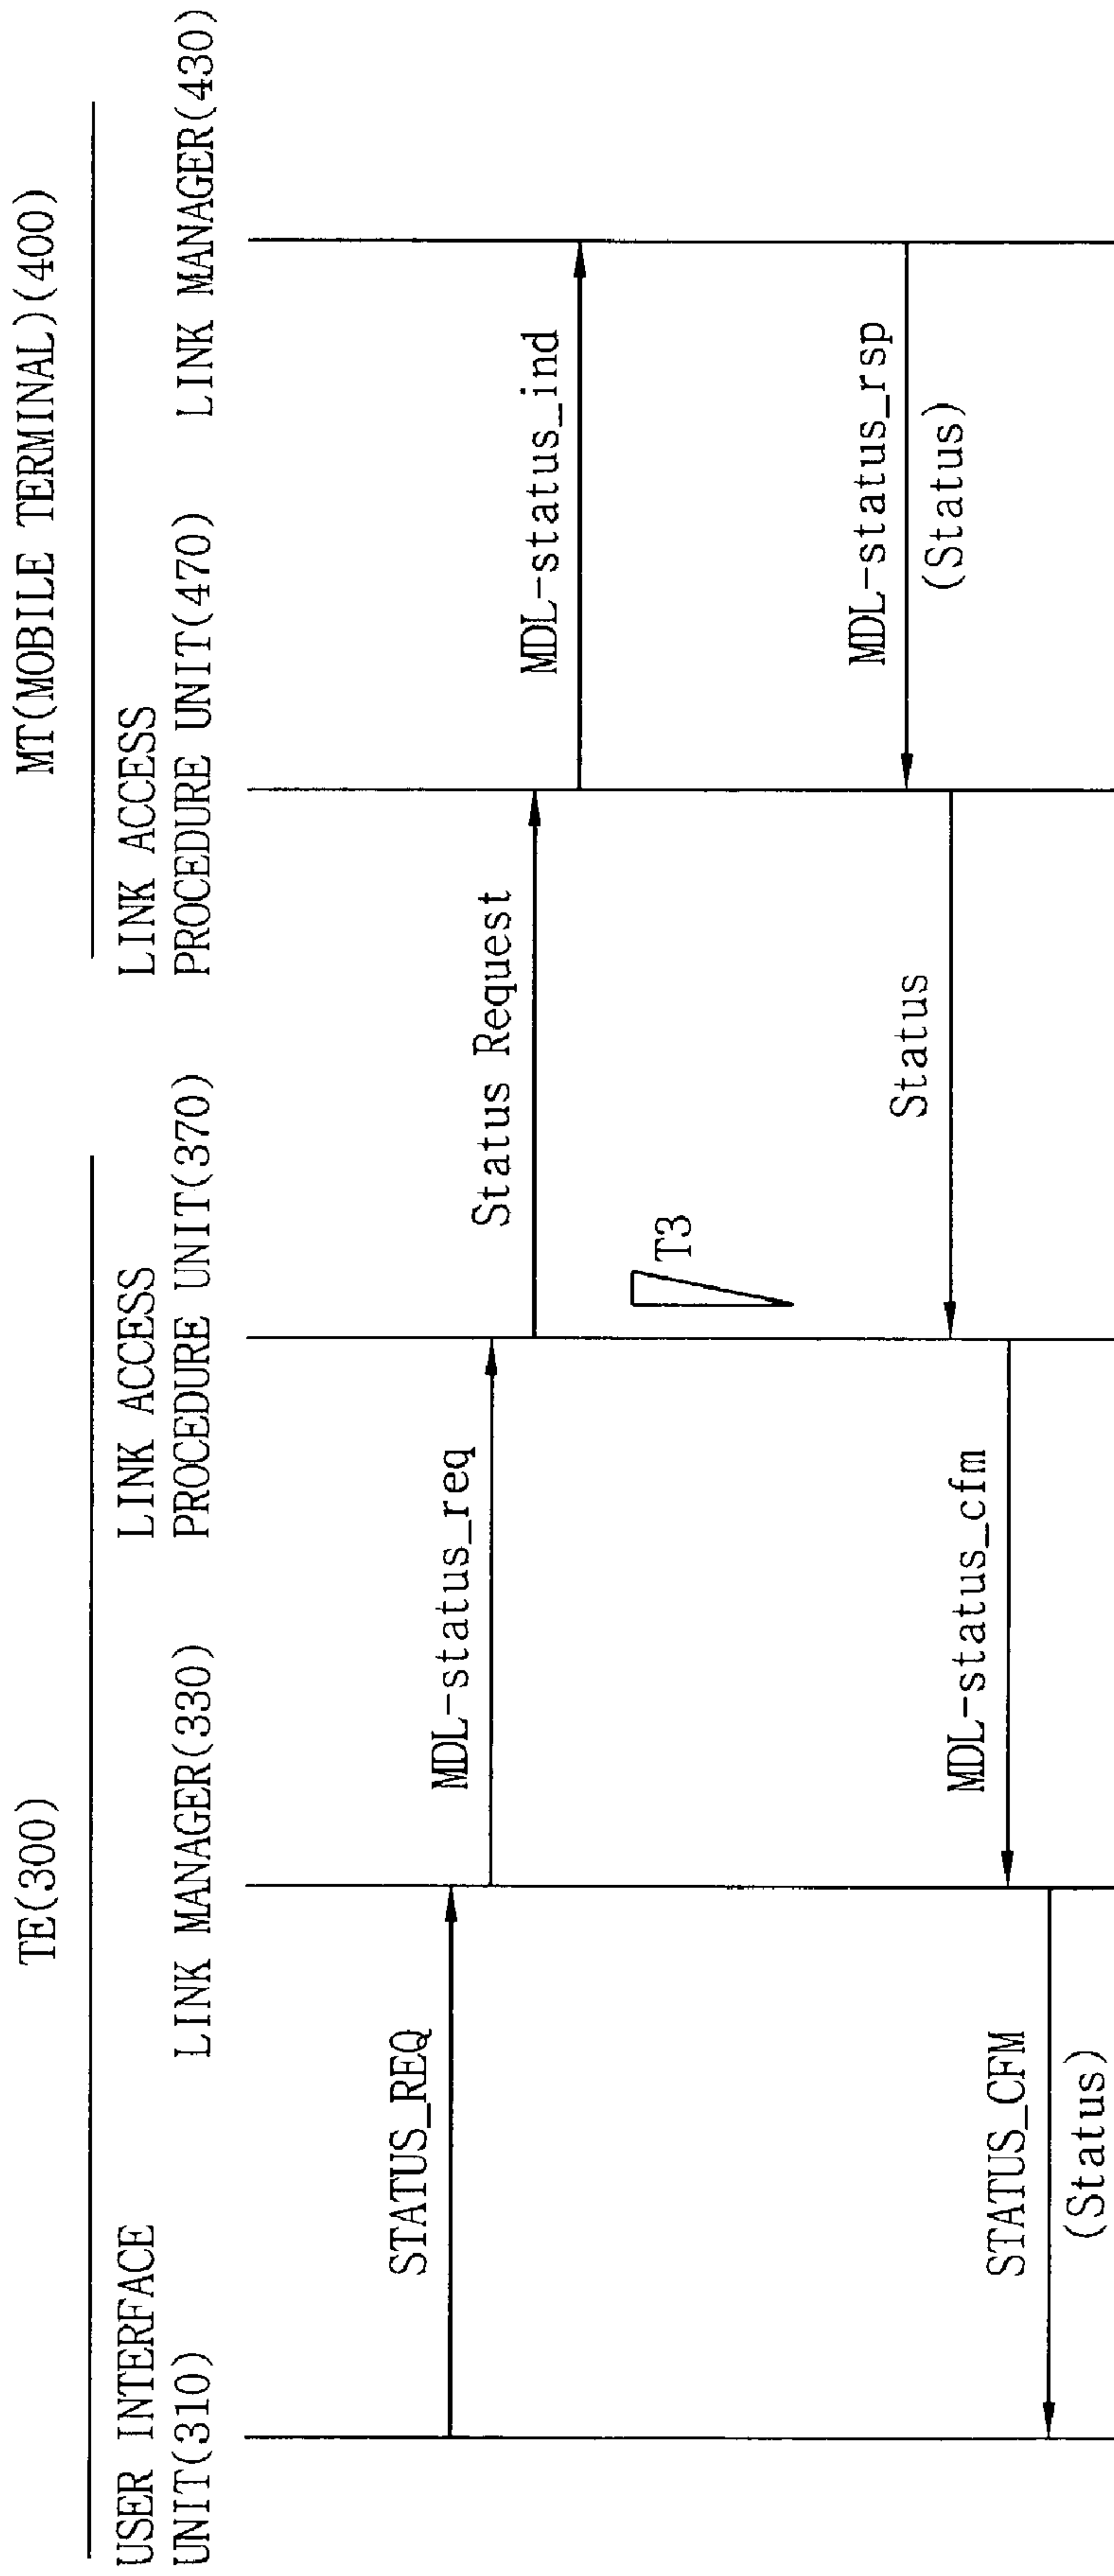 TE(300)
MT(MOBILE TERMINAL)(400)
USER INTERFACE
UNIT(310)
LINK MANAGER(330)
LINK ACCESS
PROCEDURE UNIT(370)
LINK ACCESS
PROCEDURE UNIT(470)
LINK MANAGER(430)
STATUS_REQ
MDL-status_req
Status Request
MDL-status_ind
T3
MDL-status_rsp
(Status)
Status
MDL-status_cfm
STATUS_CFM
(Status)